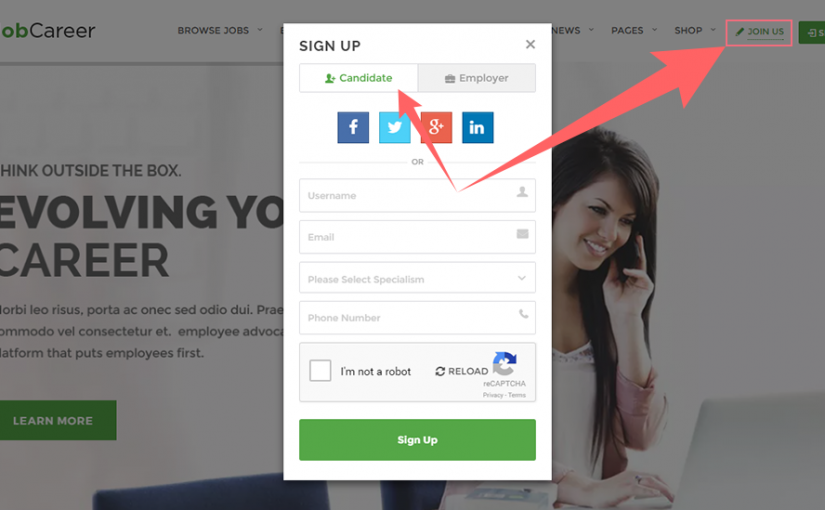 obCareer
BROWSE JOBS
NEWS
PAGES
SHOP
JOIN US
SIGN UP
Candidate
Employer
f
g+
in
OR
Username
Email
Please Select Specialism
Phone Number
I'm not a robot
RELOAD
reCAPTCHA
Privacy - Terms
Sign Up
HINK OUTSIDE THE BOX.
EVOLVING YO
CAREER
orbi leo risus, porta ac onec sed odio dui. Prae
ommodo vel consectetur et. employee advoca
latform that puts employees first.
LEARN MORE